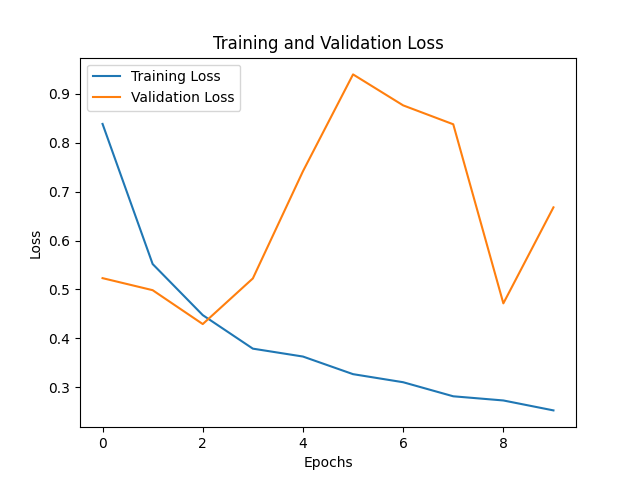 Training and Validation Loss
Training Loss
Validation Loss
0.9
0.8
0.7
0.6
0.5
0.4
0.3
Loss
0 2 4 6 8
Epochs